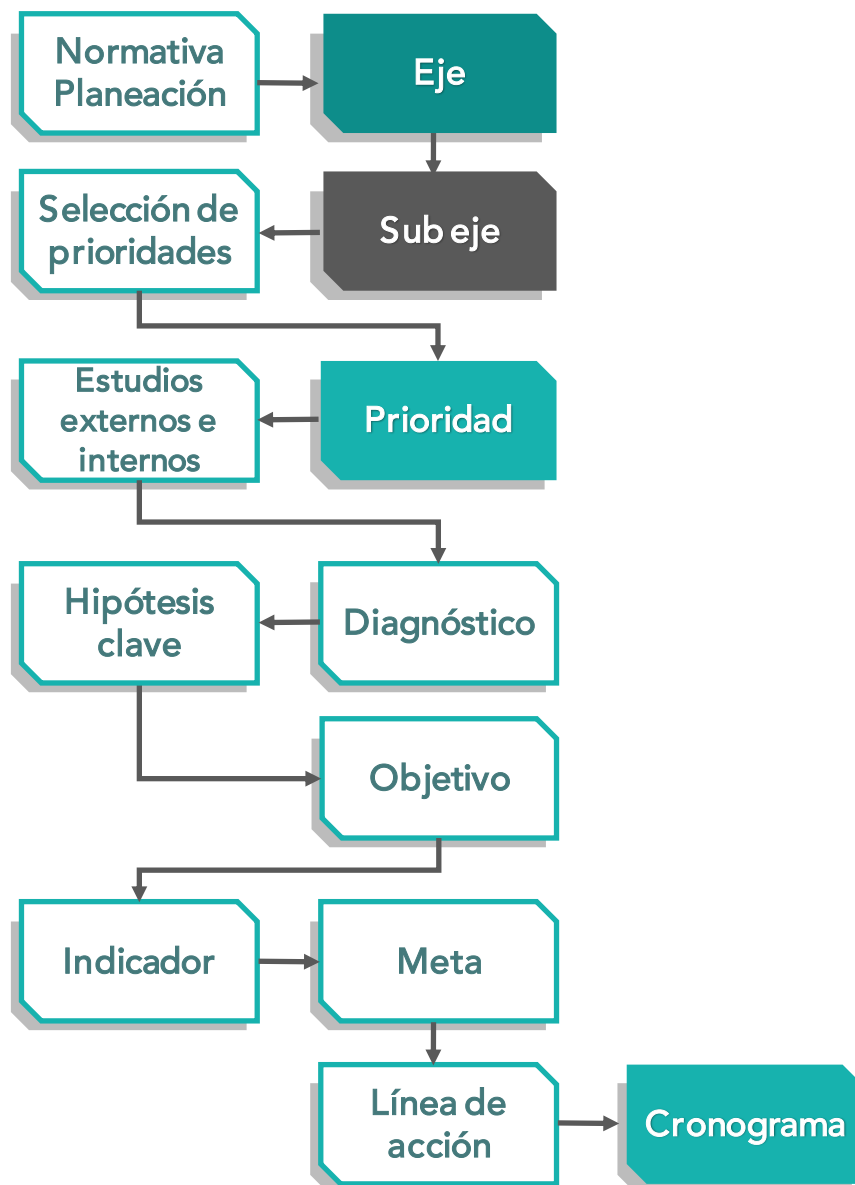 Normativa
Planeación
Eje
Selección de
prioridades
Sub eje
Estudios
externos e
internos
Prioridad
Hipótesis
clave
Diagnóstico
Objetivo
Indicador
Meta
Línea de
acción
Cronograma